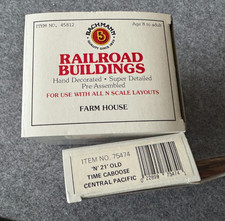 ITEM NO. 45812
Age 8 to adult
BACHMANN
B
RAILROAD
BUILDINGS
Hand Decorated • Super Detailed
Pre-Assembled
FOR USE WITH ALL N SCALE LAYOUTS
FARM HOUSE
ITEM NO. 75474
'N' 21' OLD
TIME CABOOSE
CENTRAL PACIFIC